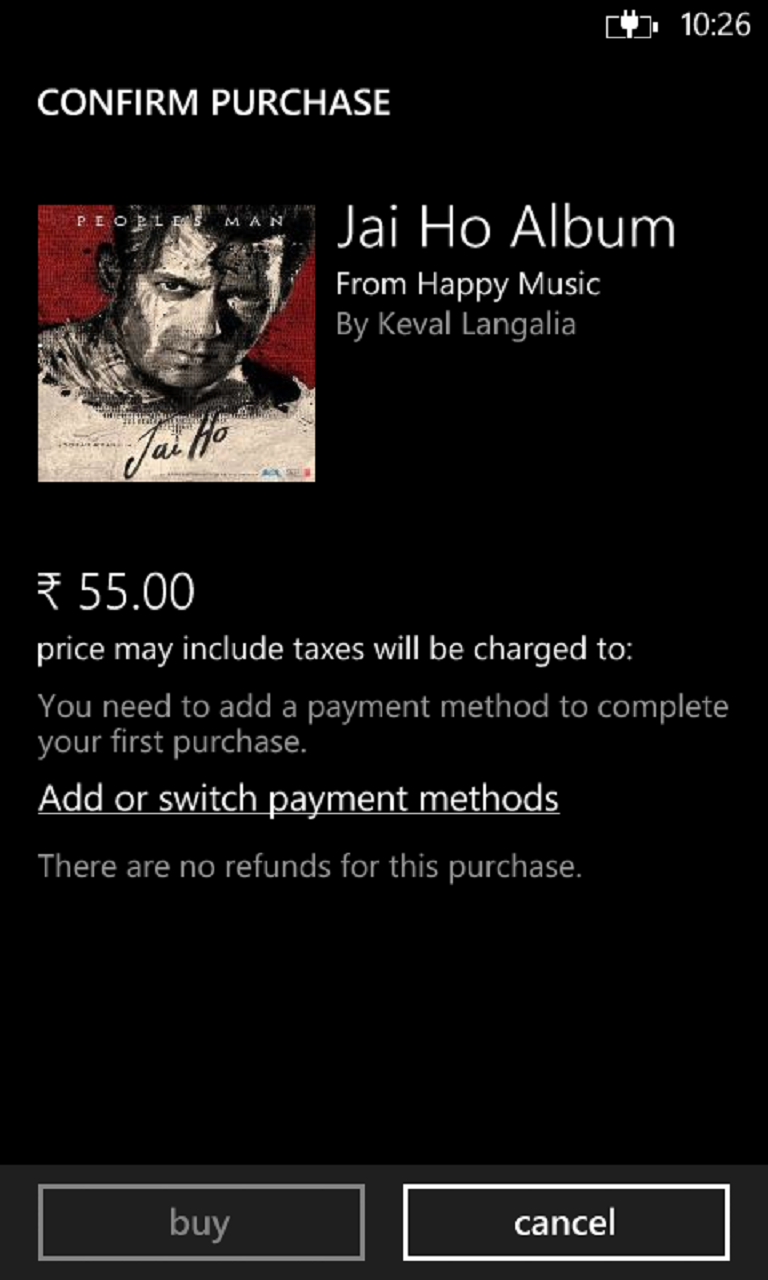 10:26
CONFIRM PURCHASE
PEOPLE'S MAN
Jai Ho
Jai Ho Album
From Happy Music
By Keval Langalia
₹ 55.00
price may include taxes will be charged to:
You need to add a payment method to complete
your first purchase.
Add or switch payment methods
There are no refunds for this purchase.
buy
cancel